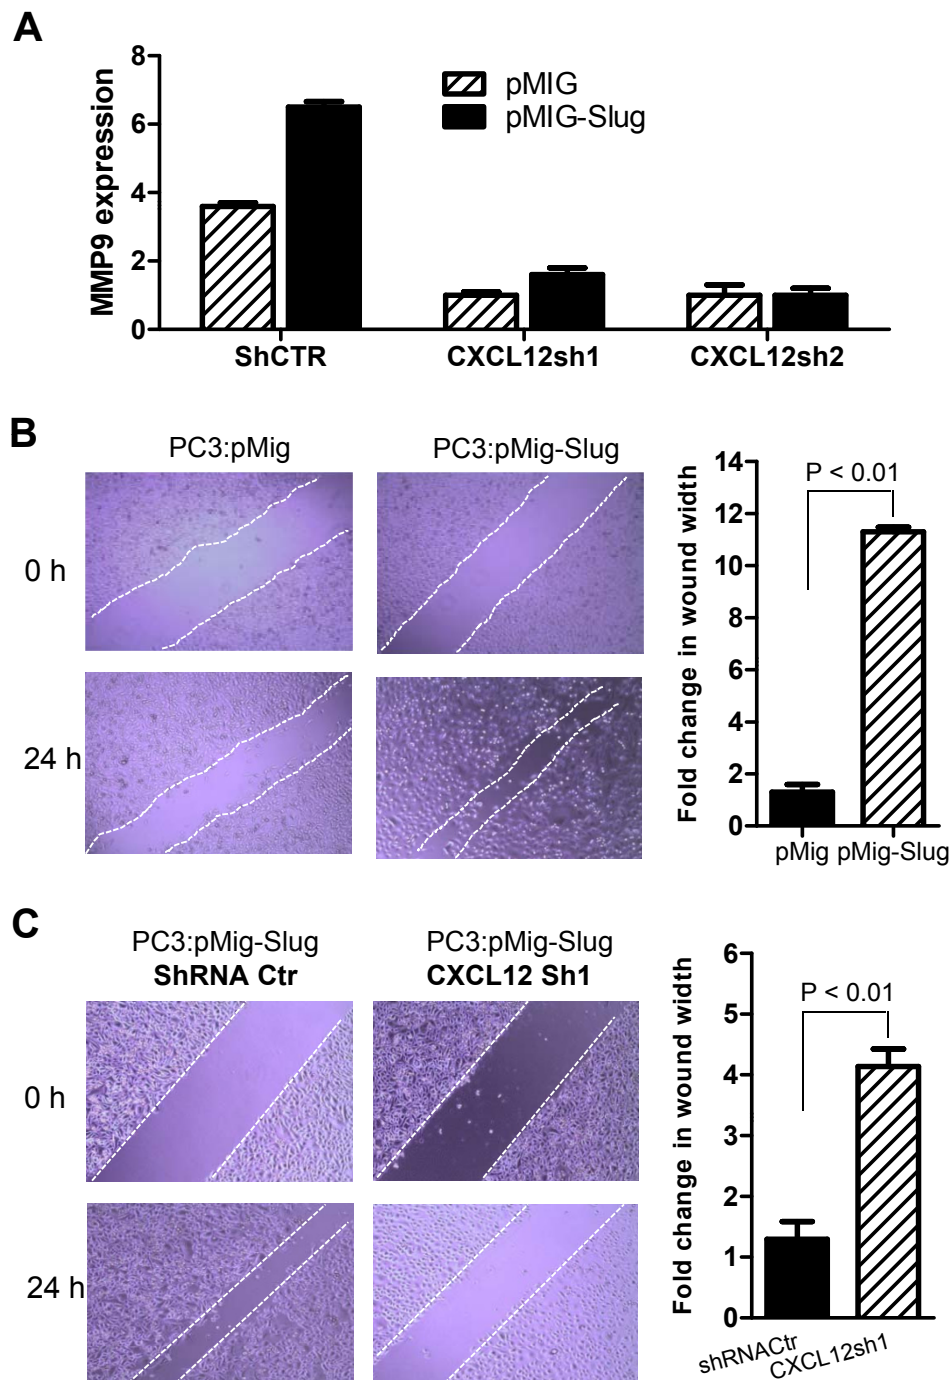 A
MMP9 expression
8
6
4
2
0
pMIG
pMIG-Slug
ShCTR
CXCL12sh1
CXCL12sh2
B
PC3:pMig
PC3:pMig-Slug
0 h
24 h
Fold change in wound width
14
12
10
8
6
4
2
0
P < 0.01
pMig
pMig-Slug
C
PC3:pMig-Slug
ShRNA Ctr
PC3:pMig-Slug
CXCL12 Sh1
0 h
24 h
Fold change in wound width
6
5
4
3
2
1
0
P < 0.01
shRNACtr
CXCL12sh1